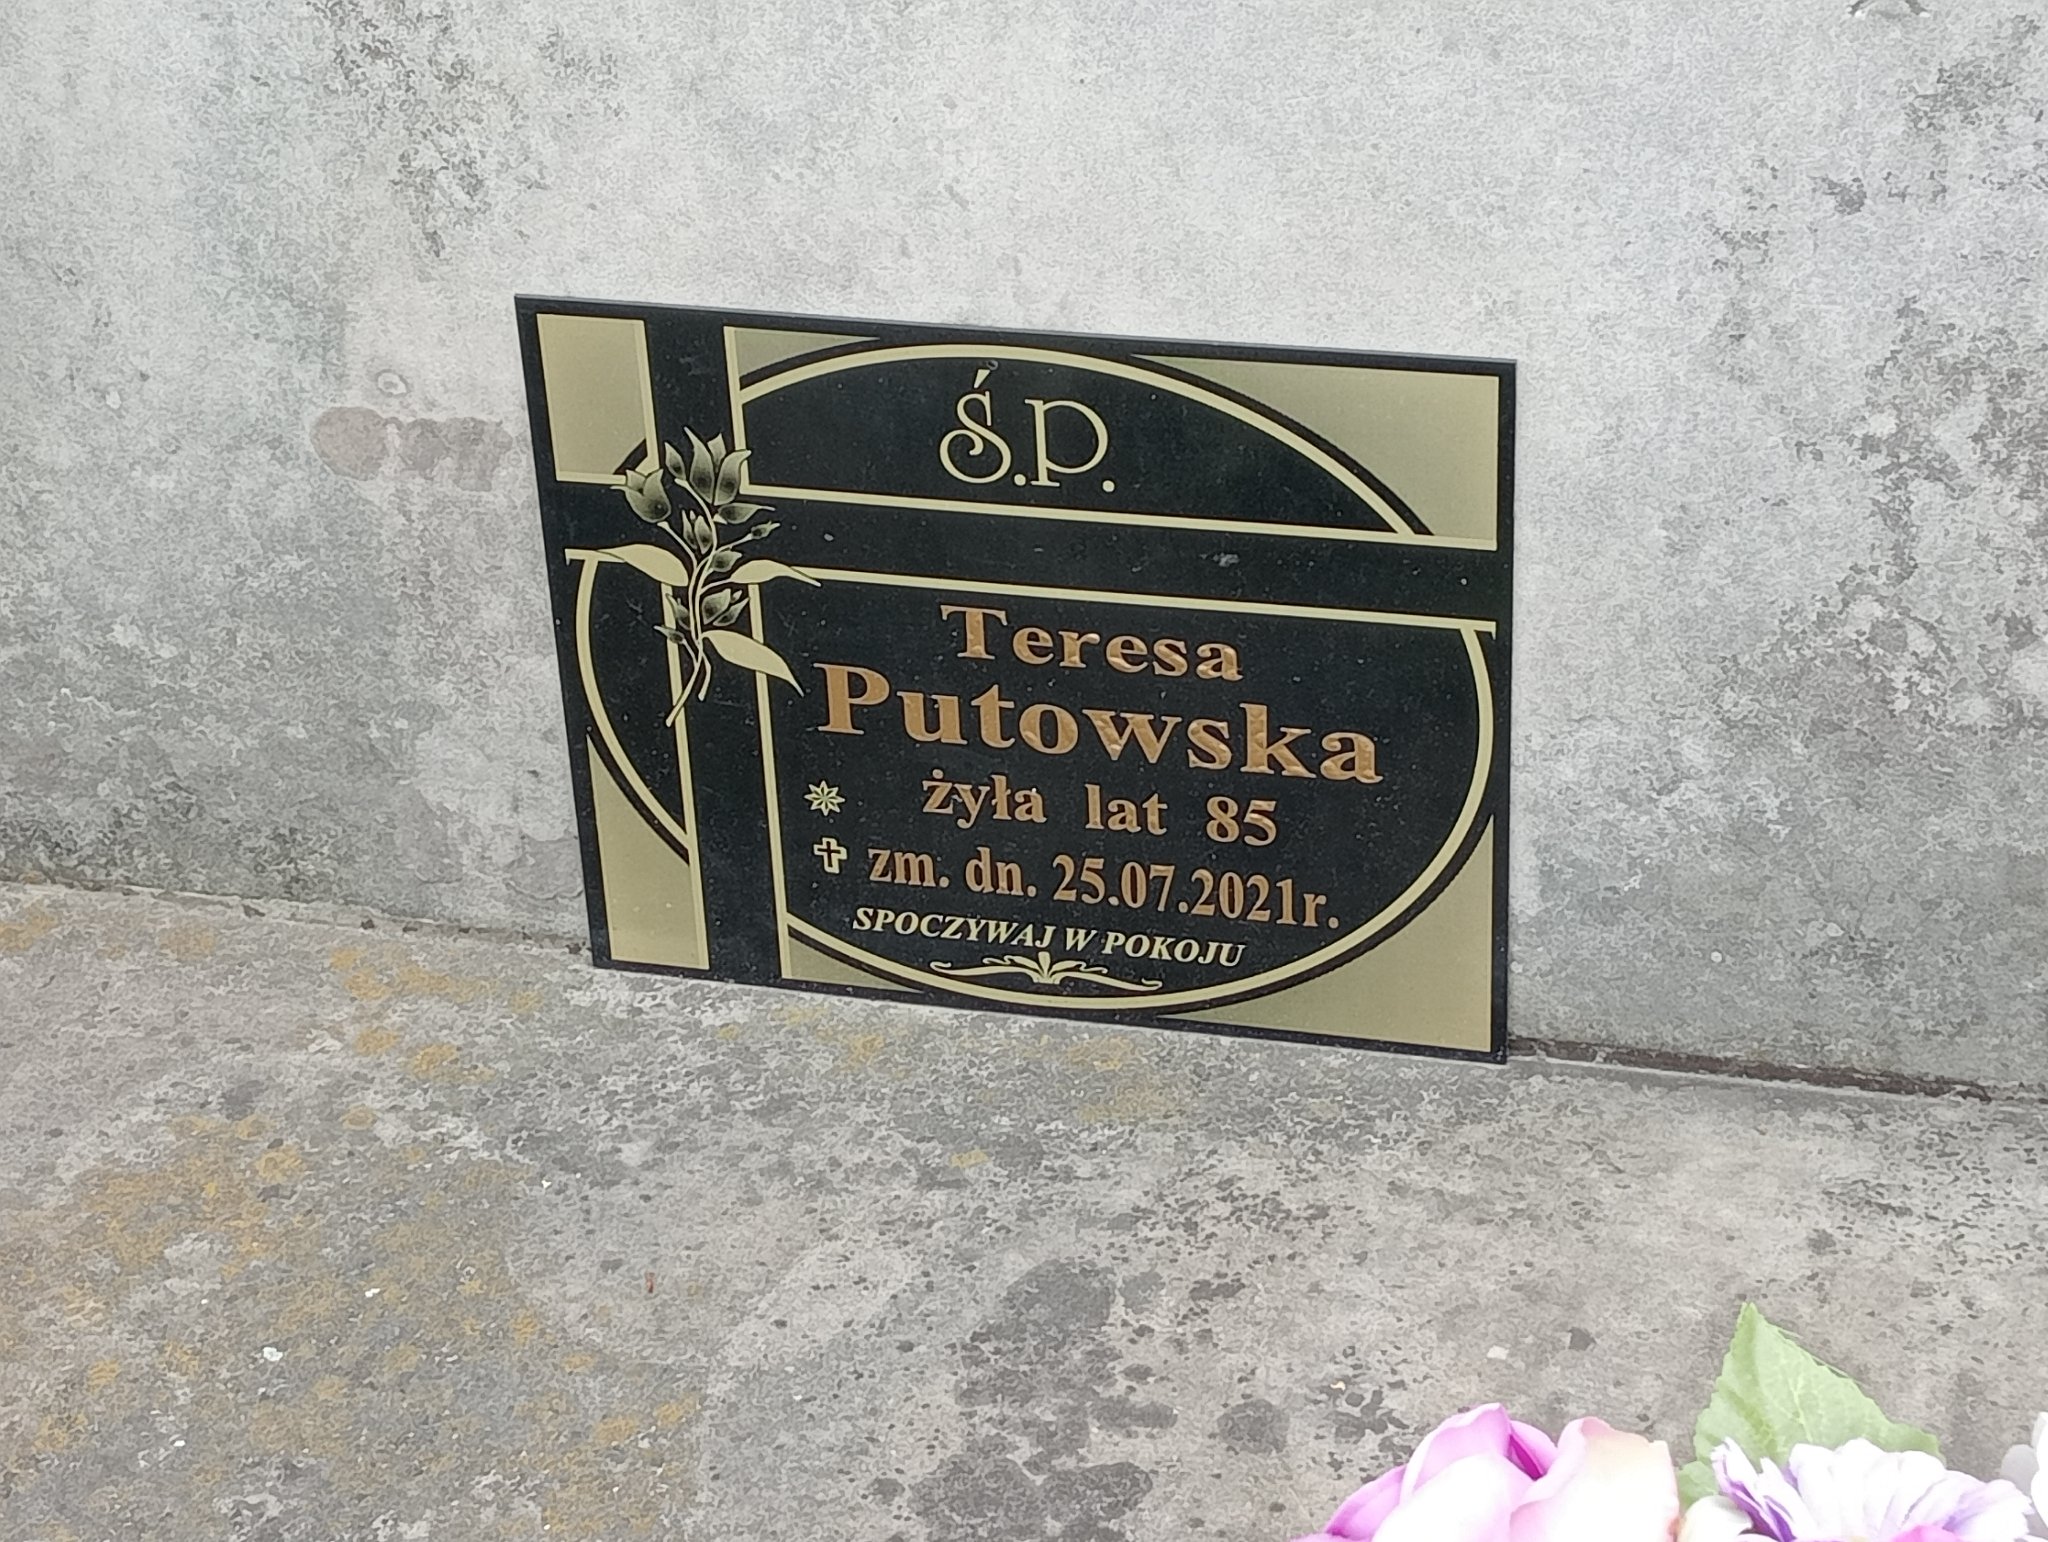 Ś.P.
Teresa
Putowska
żyła lat 85
zm. dn. 25.07.2021r.
SPOCZYWAJ W POKOJU